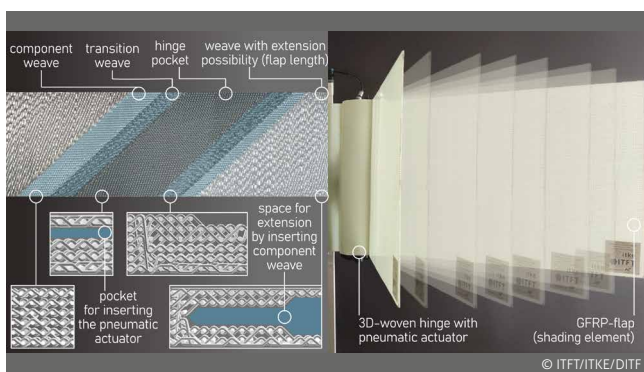 component
weave
transition
weave
hinge
pocket
weave with extension
possibility (flap length)
space for
extension
by inserting
component
weave
pocket
for inserting
the pneumatic
actuator
3D-woven hinge with
pneumatic actuator
GFRP-flap
(shading element)
itke
ITFT
© ITFT/ITKE/DITF